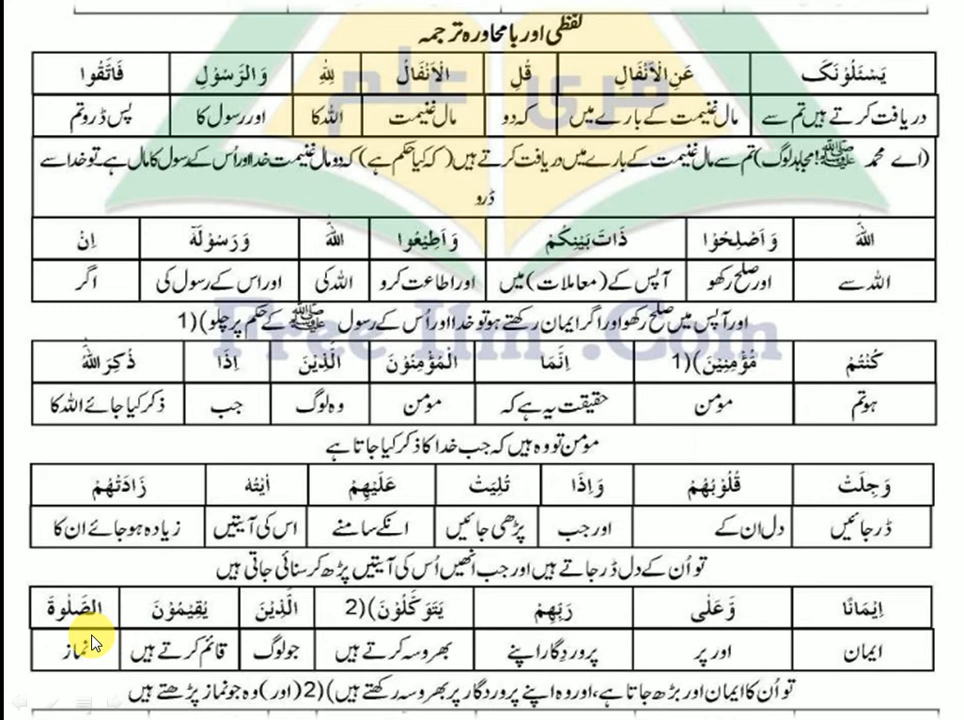 لفظی اور بامحاورہ ترجمہ
يَسْـَٔلُوْنَكَ عَنِ الْاَنْفَالِ قُلِ الْاَنْفَالُ لِلّٰهِ وَالرَّسُوْلِ فَاتَّقُوا
دریافت کرتے ہیں تم سے مال غنیمت کے بارے میں کہ دو مال غنیمت اللہ کا اور رسول کا پس ڈرو تم
(اے محمد ﷺ! مجاہد لوگ) تم سے مال غنیمت کے بارے میں دریافت کرتے ہیں (کہ کیا حکم ہے) کہ دو مال غنیمت خدا اور اُس کے رسول کا مال ہے۔ تو خدا سے
ڈرو
اللّٰهَ وَاَصْلِحُوْا ذَاتَ بَيْنِكُمْ وَاَطِيْعُوا اللّٰهَ وَرَسُوْلَهٗ اِنْ
اللہ سے اور صلح رکھو آپس کے (معاملات) میں اور اطاعت کرو اللہ کی اور اس کے رسول کی اگر
اور آپس میں صلح رکھو اور اگر ایمان رکھتے ہو تو خدا اور اُس کے رسول ﷺ کے حکم پر چلو)(1
كُنْتُمْ مُّؤْمِنِيْنَ)(1 اِنَّمَا الْمُؤْمِنُوْنَ الَّذِيْنَ اِذَا ذُكِرَ اللّٰهُ
ہو تم مومن حقیقت یہ ہے کہ مومن وہ لوگ جب ذکر کیا جائے اللہ کا
مومن تو وہ ہیں کہ جب خدا کا ذکر کیا جاتا ہے
وَجِلَتْ قُلُوْبُهُمْ وَاِذَا تُلِيَتْ عَلَيْهِمْ اٰيٰتُهٗ زَادَتْهُمْ
ڈر جائیں دل ان کے اور جب پڑھی جائیں انکے سامنے اس کی آیتیں زیادہ ہو جائے ان کا
تو اُن کے دل ڈر جاتے ہیں اور جب انھیں اُس کی آیتیں پڑھ کر سنائی جاتی ہیں
اِيْمَانًا وَّعَلٰى رَبِّهِمْ يَتَوَكَّلُوْنَ)(2 الَّذِيْنَ يُقِيْمُوْنَ الصَّلٰوةَ
ایمان اور پر پروردِگار اپنے بھروسہ کرتے ہیں جو لوگ قائم کرتے ہیں نماز
تو اُن کا ایمان اور بڑھ جاتا ہے، اور وہ اپنے پروردگار پر بھروسہ رکھتے ہیں)(2 (اور) وہ جو نماز پڑھتے ہیں
فری علم
Free Ilm .Com